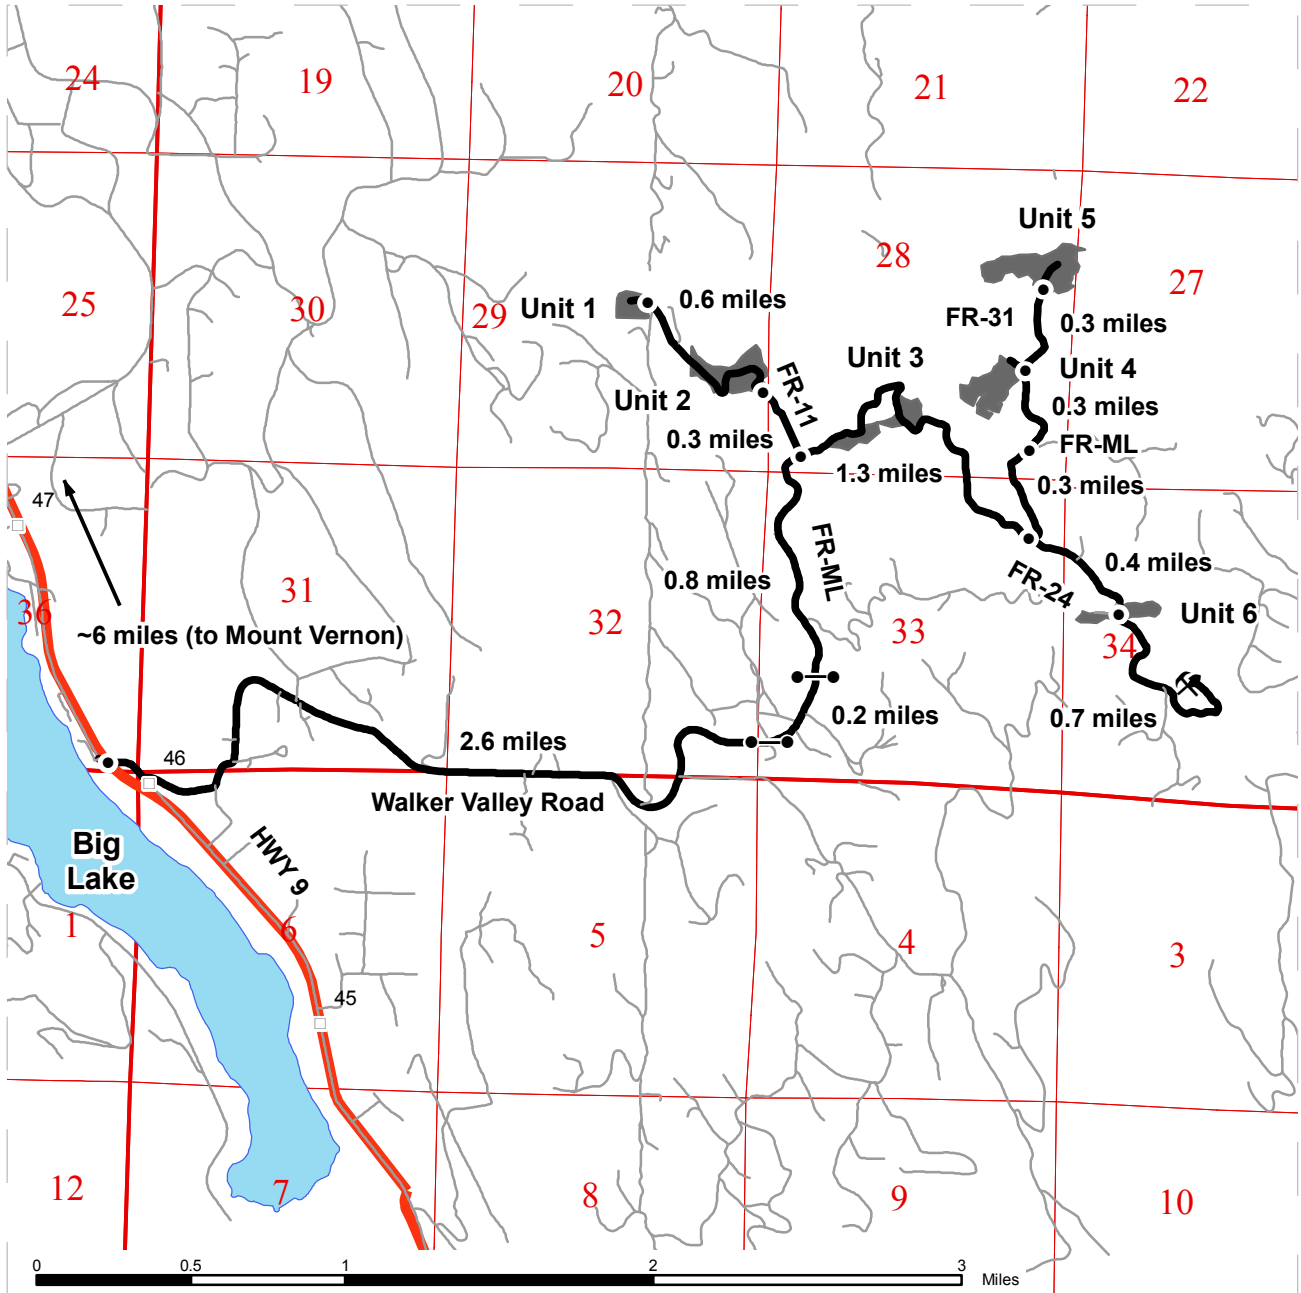 24
19
20
21
22
Unit 5
28
25
30
29
27
Unit 1
0.6 miles
FR-31
0.3 miles
Unit 3
Unit 4
FR-11
Unit 2
0.3 miles
0.3 miles
FR-ML
1.3 miles
0.3 miles
47
FR-ML
0.8 miles
0.4 miles
FR-24
31
36
32
33
34
Unit 6
~6 miles (to Mount Vernon)
0.2 miles
0.7 miles
46
2.6 miles
Walker Valley Road
Big
Lake
HWY 9
1
6
5
4
3
45
12
7
8
9
10
0
0.5
1
2
3
Miles